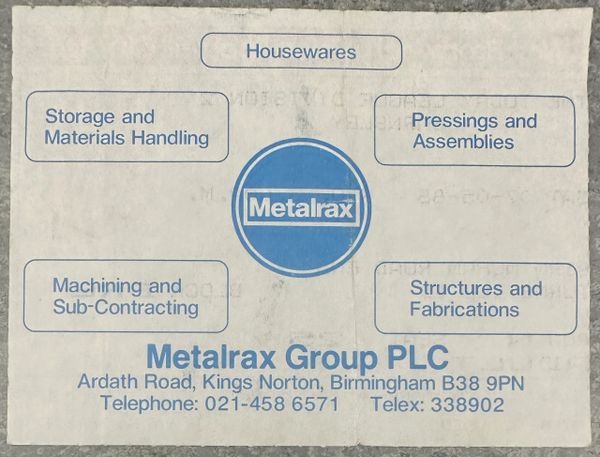 Housewares
Storage and
Materials Handling
Pressings and
Assemblies
Metalrax
Machining and
Sub-Contracting
Structures and
Fabrications
Metalrax Group PLC
Ardath Road, Kings Norton, Birmingham B38 9PN
Telephone: 021-458 6571 Telex: 338902